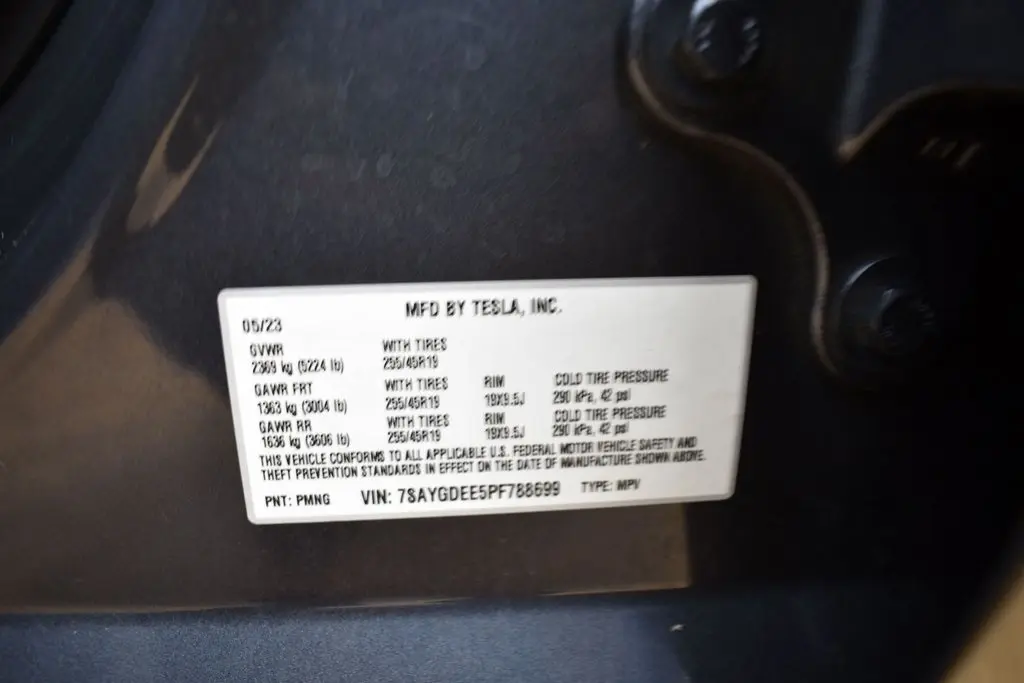 MFD BY TESLA, INC.
05/23
GVWR WITH TIRES
2369 kg (5224 lb) 255/45R19
GAWR FRT WITH TIRES RIM COLD TIRE PRESSURE
1363 kg (3004 lb) 255/45R19 19X9.5J 290 kPa, 42 psi
GAWR RR WITH TIRES RIM COLD TIRE PRESSURE
1636 kg (3606 lb) 255/45R19 19X9.5J 290 kPa, 42 psi
THIS VEHICLE CONFORMS TO ALL APPLICABLE U.S. FEDERAL MOTOR VEHICLE SAFETY AND
THEFT PREVENTION STANDARDS IN EFFECT ON THE DATE OF MANUFACTURE SHOWN ABOVE.
PNT: PMNG VIN: 7SAYGDEE5PF788699 TYPE: MPV